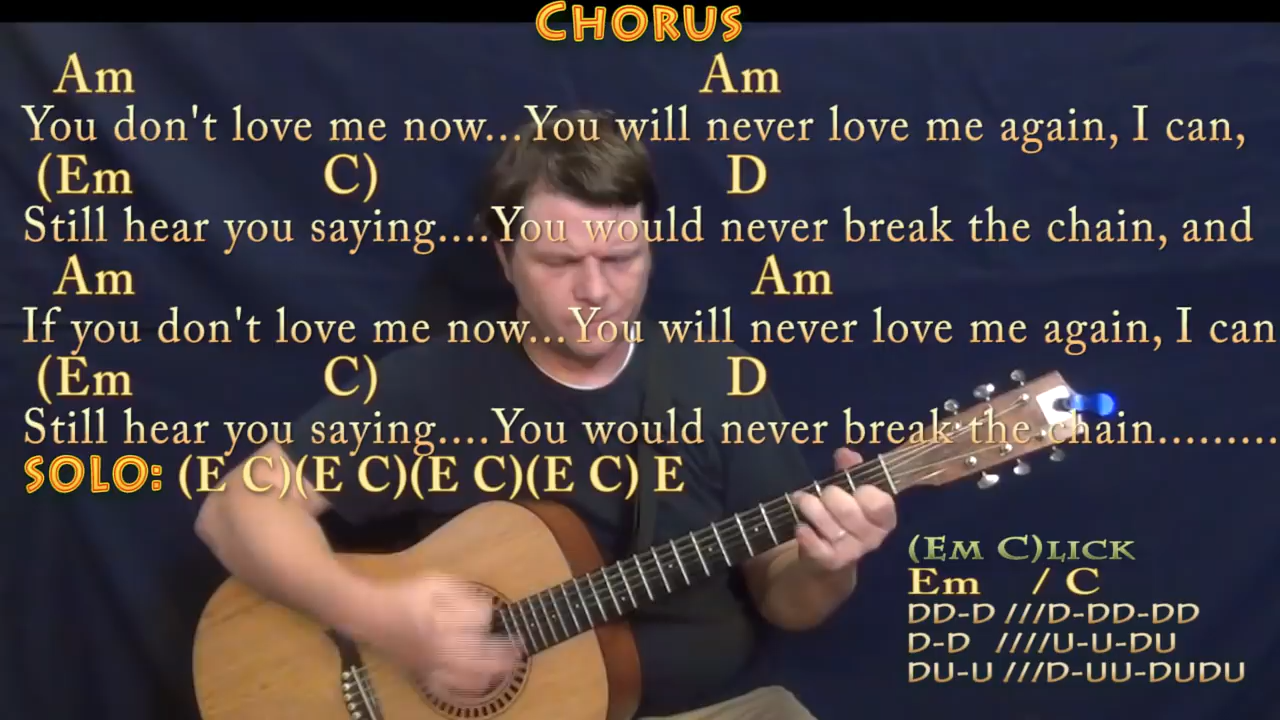 CHORUS
Am Am
You don't love me now...You will never love me again, I can,
(Em C) D
Still hear you saying....You would never break the chain, and
Am Am
If you don't love me now...You will never love me again, I can
(Em C) D
Still hear you saying....You would never break the chain.........
SOLO: (E C)(E C)(E C)(E C) E
(EM C)LICK
Em / C
DD-D ///D-DD-DD
D-D ////U-U-DU
DU-U ///D-UU-DUDU